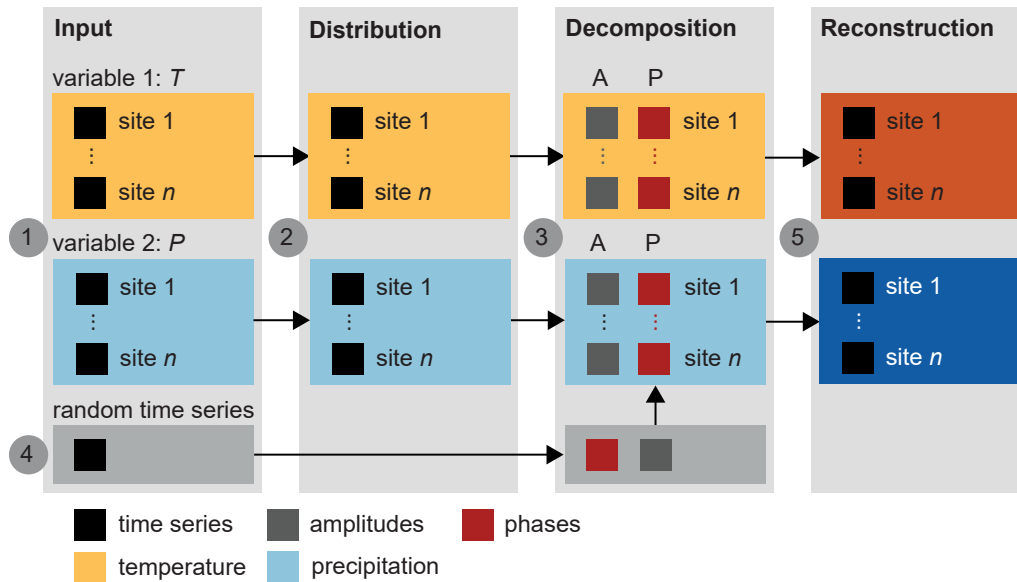 Input
Distribution
Decomposition
Reconstruction
variable 1: T
A P
site 1
site 1
site 1
site 1
⋮
⋮
⋮ ⋮
⋮
site n
site n
site n
site n
1
2
3
5
variable 2: P
A P
site 1
site 1
site 1
site 1
⋮
⋮
⋮ ⋮
⋮
site n
site n
site n
site n
random time series
4
time series
amplitudes
phases
temperature
precipitation